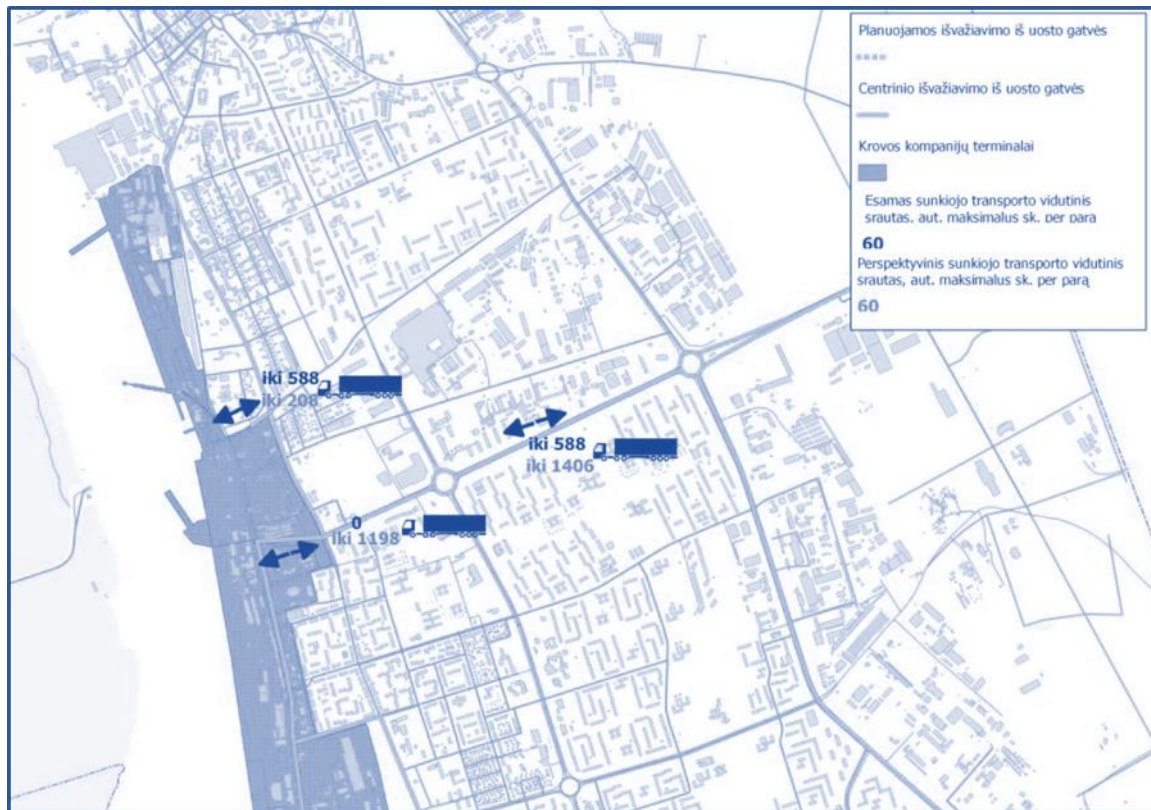 Planuojamos išvažiavimo iš uosto gatvės
Centrinio išvažiavimo iš uosto gatvės
Krovos kompanijų terminalai
Esamas sunkiojo transporto vidutinis
srautas, aut. maksimalus sk. per parą
60
Perspektyvinis sunkiojo transporto vidutinis
srautas, aut. maksimalus sk. per parą
60
iki 588
iki 208
iki 588
iki 1406
0
iki 1198